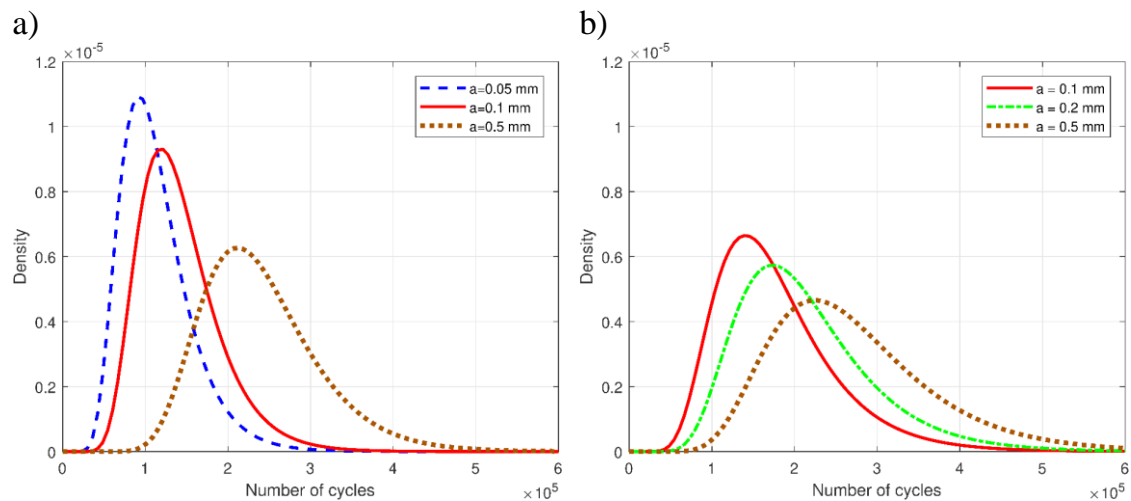 a)
×10⁻⁵
1.2
1
0.8
0.6
0.4
0.2
0
Density
a=0.05 mm
a=0.1 mm
a=0.5 mm
0 1 2 3 4 5 6
Number of cycles
×10⁵
b)
×10⁻⁵
1.2
1
0.8
0.6
0.4
0.2
0
Density
a = 0.1 mm
a = 0.2 mm
a = 0.5 mm
0 1 2 3 4 5 6
Number of cycles
×10⁵